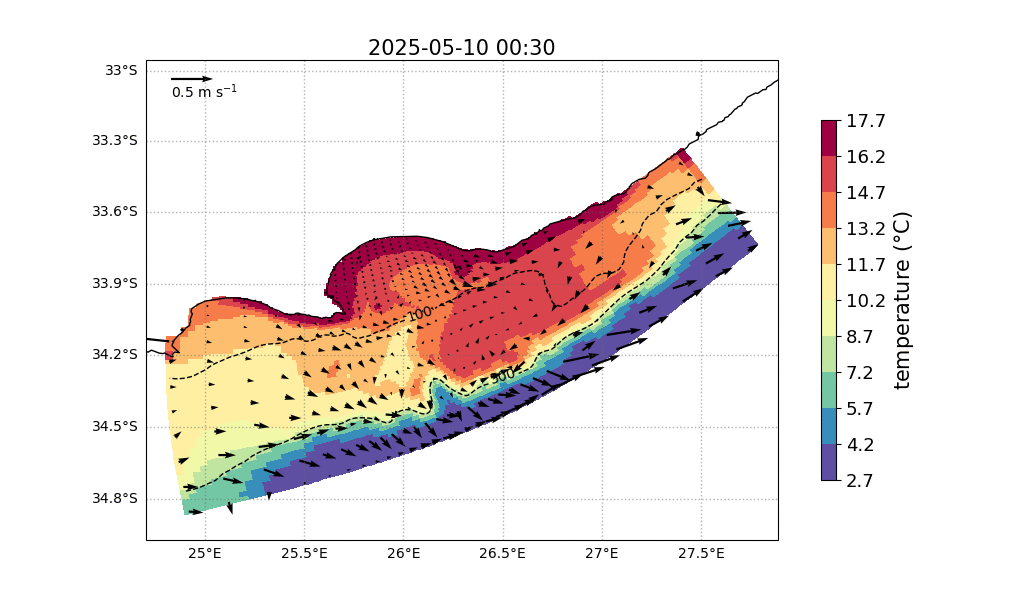 2025-05-10 00:30
33°S
33.3°S
33.6°S
33.9°S
34.2°S
34.5°S
34.8°S
0.5 m s⁻¹
100
500
25°E
25.5°E
26°E
26.5°E
27°E
27.5°E
17.7
16.2
14.7
13.2
11.7
10.2
8.7
7.2
5.7
4.2
2.7
temperature (°C)